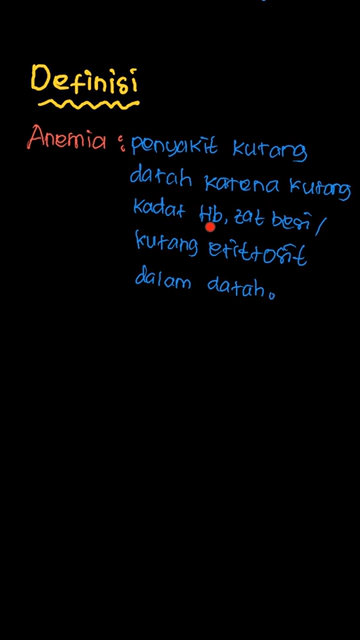 Definisi
Anemia : penyakit kurang
darah karena kurang
kadar Hb, zat besi /
kurang eritrosit
dalam darah.